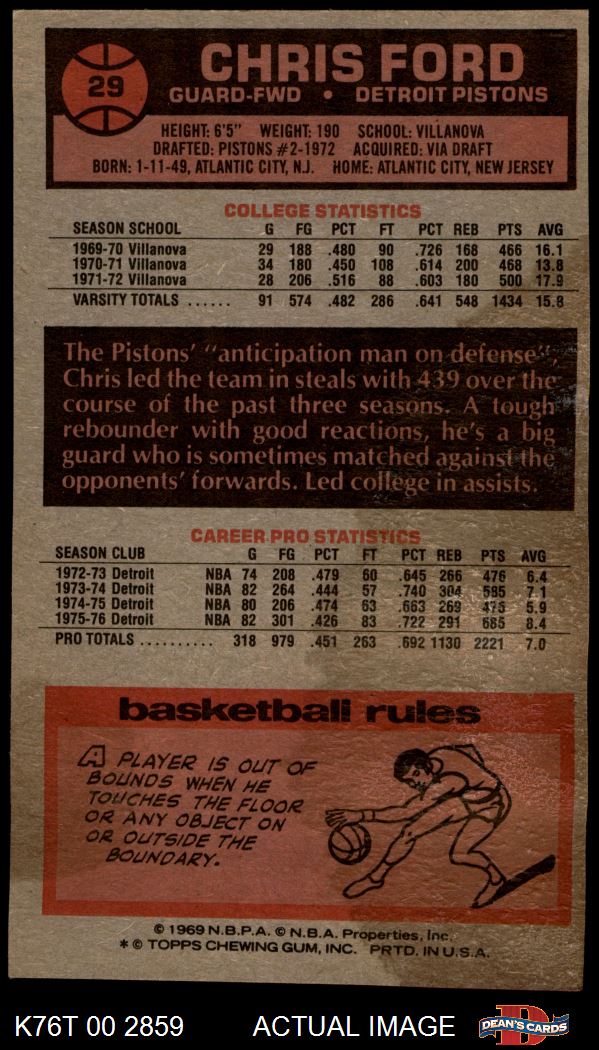 29
CHRIS FORD
GUARD-FWD • DETROIT PISTONS
HEIGHT: 6'5" WEIGHT: 190 SCHOOL: VILLANOVA
DRAFTED: PISTONS #2-1972 ACQUIRED: VIA DRAFT
BORN: 1-11-49, ATLANTIC CITY, N.J. HOME: ATLANTIC CITY, NEW JERSEY
COLLEGE STATISTICS
SEASON SCHOOL G FG PCT FT PCT REB PTS AVG
1969-70 Villanova 29 188 .480 90 .726 168 466 16.1
1970-71 Villanova 34 180 .450 108 .614 200 468 13.8
1971-72 Villanova 28 206 .516 88 .603 180 500 17.9
VARSITY TOTALS ...... 91 574 .482 286 .641 548 1434 15.8
The Pistons' "anticipation man on defense",
Chris led the team in steals with 439 over the
course of the past three seasons. A tough
rebounder with good reactions, he's a big
guard who is sometimes matched against the
opponents' forwards. Led college in assists.
CAREER PRO STATISTICS
SEASON CLUB G FG PCT FT PCT REB PTS AVG
1972-73 Detroit NBA 74 208 .479 60 .645 266 476 6.4
1973-74 Detroit NBA 82 264 .444 57 .740 304 585 7.1
1974-75 Detroit NBA 80 206 .474 63 .663 269 475 5.9
1975-76 Detroit NBA 82 301 .426 83 .722 291 685 8.4
PRO TOTALS .......... 318 979 .451 263 .692 1130 2221 7.0
basketball rules
A PLAYER IS OUT OF
BOUNDS WHEN HE
TOUCHES THE FLOOR
OR ANY OBJECT ON
OR OUTSIDE THE
BOUNDARY.
© 1969 N.B.P.A. © N.B.A. Properties, Inc.
* © TOPPS CHEWING GUM, INC. PRTD. IN U.S.A.
K76T 00 2859 ACTUAL IMAGE
D
DEAN'S CARDS